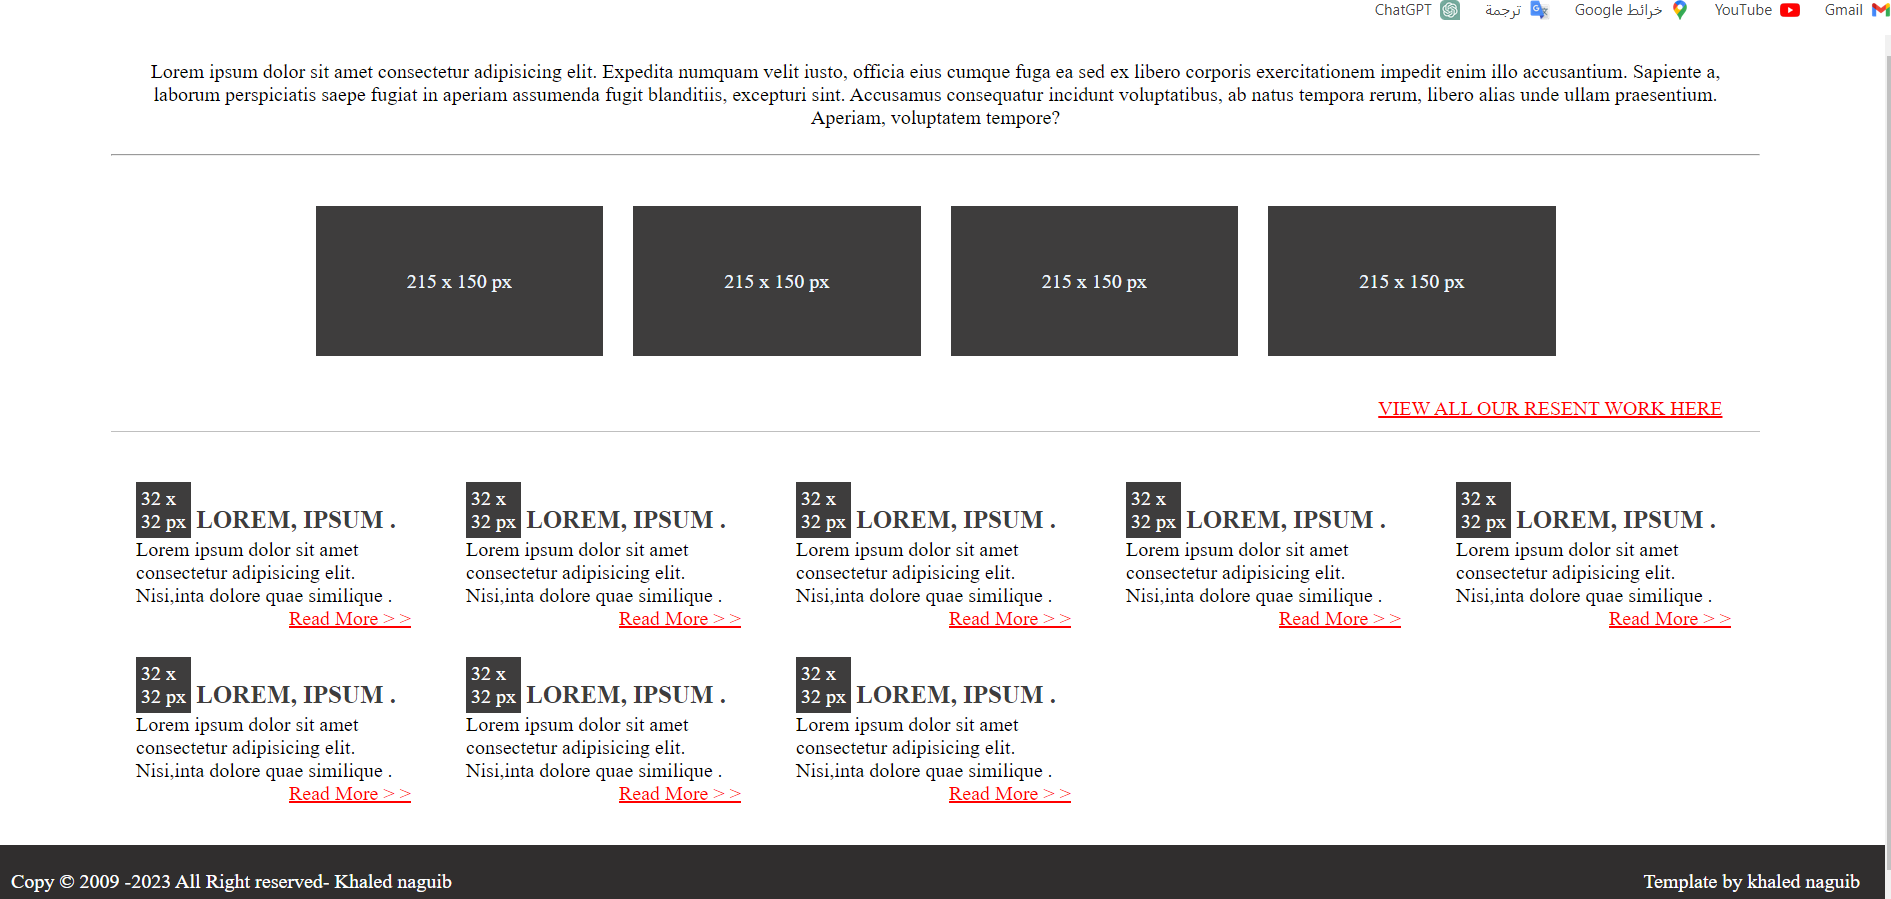 ChatGPT ترجمة خرائط Google YouTube Gmail
Lorem ipsum dolor sit amet consectetur adipisicing elit. Expedita numquam velit iusto, officia eius cumque fuga ea sed ex libero corporis exercitationem impedit enim illo accusantium. Sapiente a,
laborum perspiciatis saepe fugiat in aperiam assumenda fugit blanditiis, excepturi sint. Accusamus consequatur incidunt voluptatibus, ab natus tempora rerum, libero alias unde ullam praesentium.
Aperiam, voluptatem tempore?
215 x 150 px
215 x 150 px
215 x 150 px
215 x 150 px
VIEW ALL OUR RESENT WORK HERE
32 x
32 px LOREM, IPSUM .
Lorem ipsum dolor sit amet
consectetur adipisicing elit.
Nisi,inta dolore quae similique .
Read More > >
32 x
32 px LOREM, IPSUM .
Lorem ipsum dolor sit amet
consectetur adipisicing elit.
Nisi,inta dolore quae similique .
Read More > >
32 x
32 px LOREM, IPSUM .
Lorem ipsum dolor sit amet
consectetur adipisicing elit.
Nisi,inta dolore quae similique .
Read More > >
32 x
32 px LOREM, IPSUM .
Lorem ipsum dolor sit amet
consectetur adipisicing elit.
Nisi,inta dolore quae similique .
Read More > >
32 x
32 px LOREM, IPSUM .
Lorem ipsum dolor sit amet
consectetur adipisicing elit.
Nisi,inta dolore quae similique .
Read More > >
32 x
32 px LOREM, IPSUM .
Lorem ipsum dolor sit amet
consectetur adipisicing elit.
Nisi,inta dolore quae similique .
Read More > >
32 x
32 px LOREM, IPSUM .
Lorem ipsum dolor sit amet
consectetur adipisicing elit.
Nisi,inta dolore quae similique .
Read More > >
32 x
32 px LOREM, IPSUM .
Lorem ipsum dolor sit amet
consectetur adipisicing elit.
Nisi,inta dolore quae similique .
Read More > >
Copy © 2009 -2023 All Right reserved- Khaled naguib
Template by khaled naguib